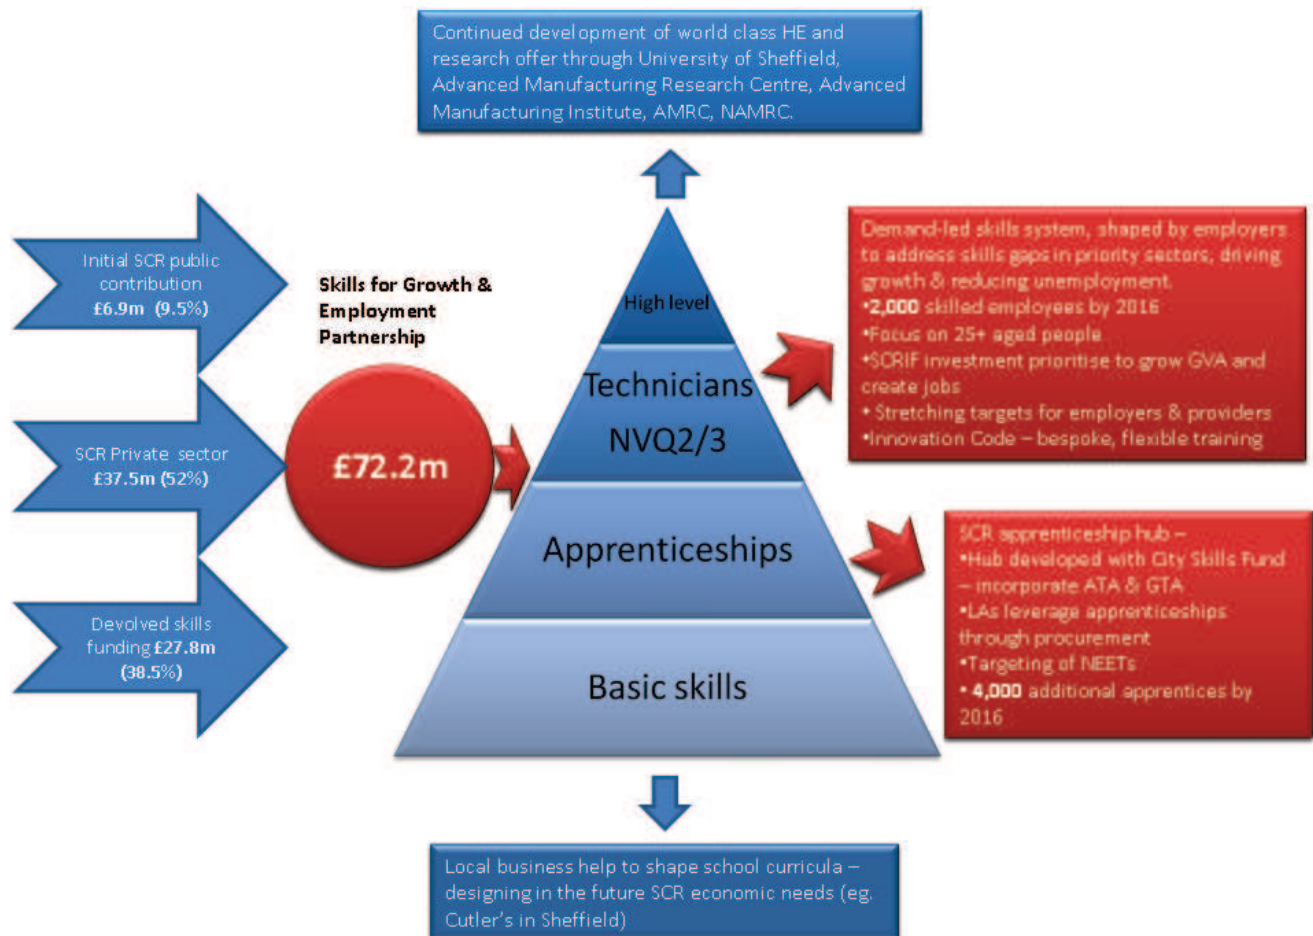 Continued development of world class HE and
research offer through University of Sheffield,
Advanced Manufacturing Research Centre, Advanced
Manufacturing Institute, AMRC, NAMRC.
Initial SCR public
contribution
£6.9m (9.5%)
SCR Private sector
£37.5m (52%)
Devolved skills
funding £27.8m
(38.5%)
Skills for Growth &
Employment
Partnership
£72.2m
High level
Technicians
NVQ2/3
Apprenticeships
Basic skills
Demand-led skills system, shaped by employers
to address skills gaps in priority sectors, driving
growth & reducing unemployment.
•2,000 skilled employees by 2016
•Focus on 25+ aged people
•SCRIF investment prioritise to grow GVA and
create jobs
• Stretching targets for employers & providers
•Innovation Code – bespoke, flexible training
SCR apprenticeship hub –
•Hub developed with City Skills Fund
– incorporate ATA & GTA
•LAs leverage apprenticeships
through procurement
•Targeting of NEETs
• 4,000 additional apprentices by
2016
Local business help to shape school curricula –
designing in the future SCR economic needs (eg.
Cutler's in Sheffield)